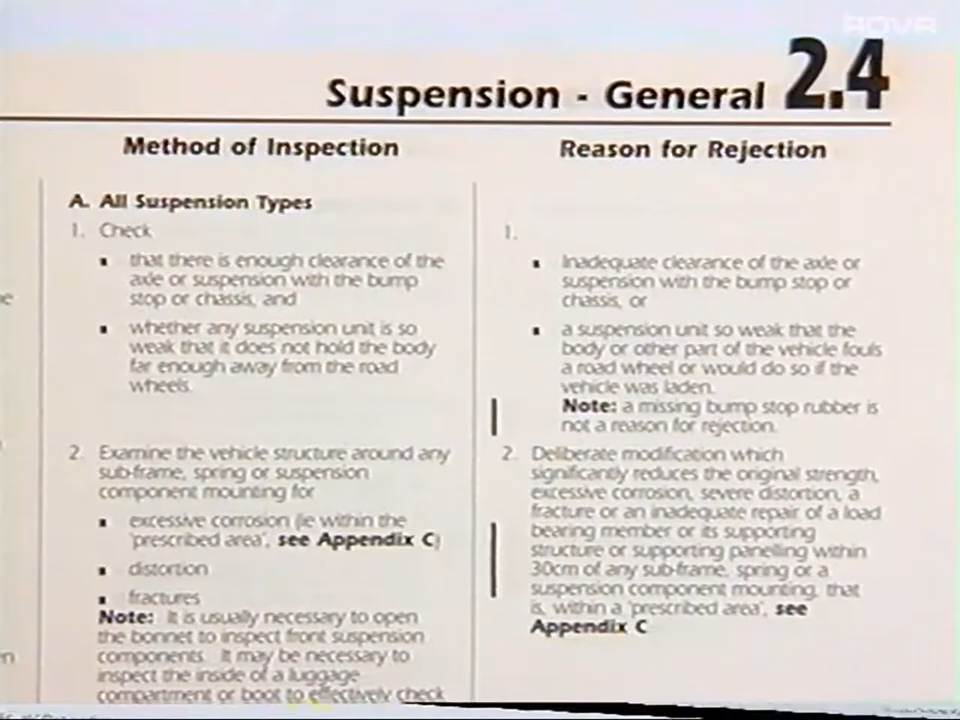 ROVR
Suspension - General 2.4
Method of Inspection
Reason for Rejection
A. All Suspension Types
1. Check
▪ that there is enough clearance of the
axle or suspension with the bump
stop or chassis, and
▪ whether any suspension unit is so
weak that it does not hold the body
far enough away from the road
wheels.
2. Examine the vehicle structure around any
sub-frame, spring or suspension
component mounting for
▪ excessive corrosion (ie within the
'prescribed area', see Appendix C)
▪ distortion
▪ fractures
Note: It is usually necessary to open
the bonnet to inspect front suspension
components. It may be necessary to
inspect the inside of a luggage
compartment or boot to effectively check
1.
▪ Inadequate clearance of the axle or
suspension with the bump stop or
chassis, or
▪ a suspension unit so weak that the
body or other part of the vehicle fouls
a road wheel or would do so if the
vehicle was laden.
Note: a missing bump stop rubber is
not a reason for rejection.
2. Deliberate modification which
significantly reduces the original strength,
excessive corrosion, severe distortion, a
fracture or an inadequate repair of a load
bearing member or its supporting
structure or supporting panelling within
30cm of any sub-frame, spring or a
suspension component mounting, that
is, within a 'prescribed area', see
Appendix C